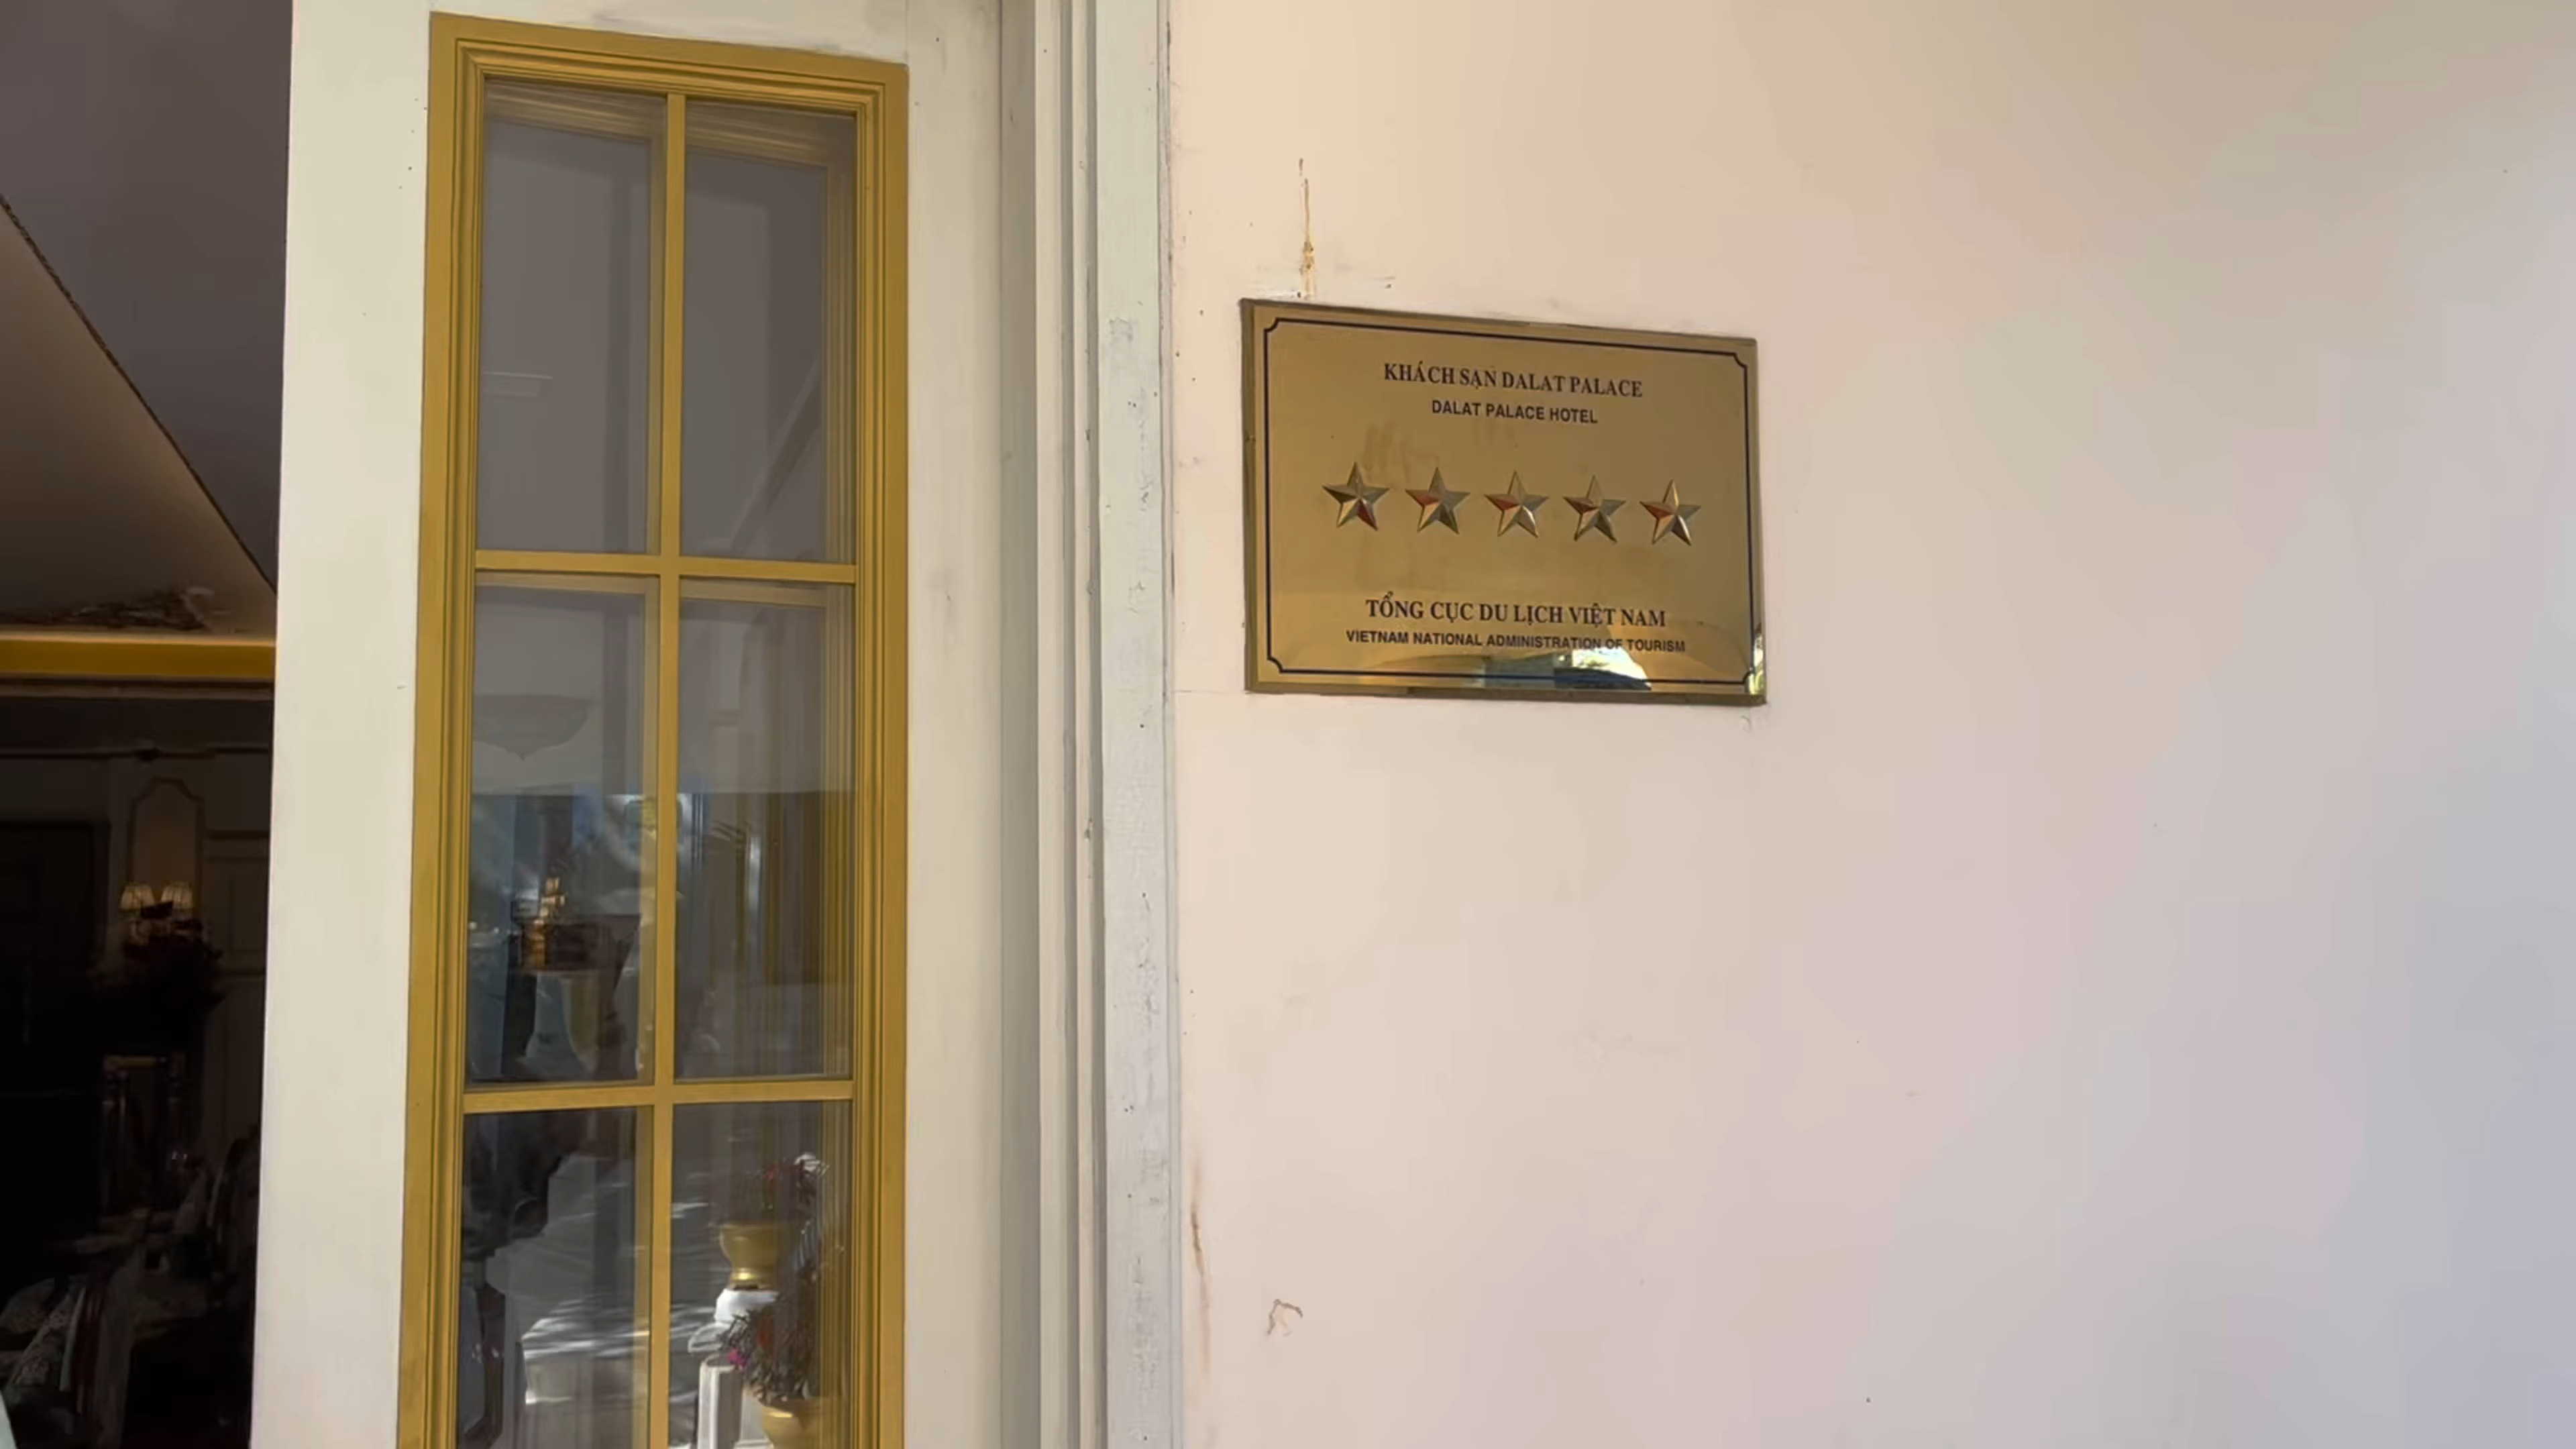 KHÁCH SẠN DALAT PALACE
DALAT PALACE HOTEL
TỔNG CỤC DU LỊCH VIỆT NAM
VIETNAM NATIONAL ADMINISTRATION OF TOURISM